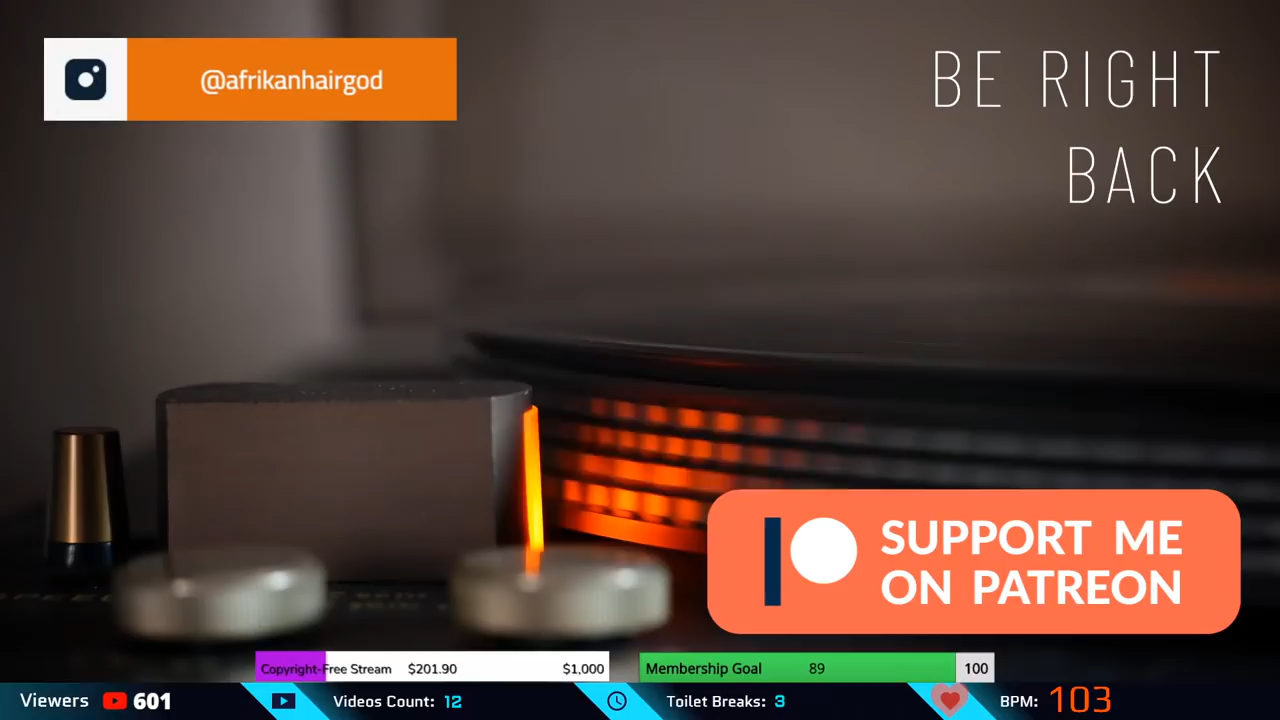 @afrikanhairgod
BE RIGHT
BACK
SUPPORT ME
ON PATREON
Copyright-Free Stream $201.90 $1,000
Membership Goal 89 100
Viewers 601
Videos Count: 12
Toilet Breaks: 3
BPM: 103